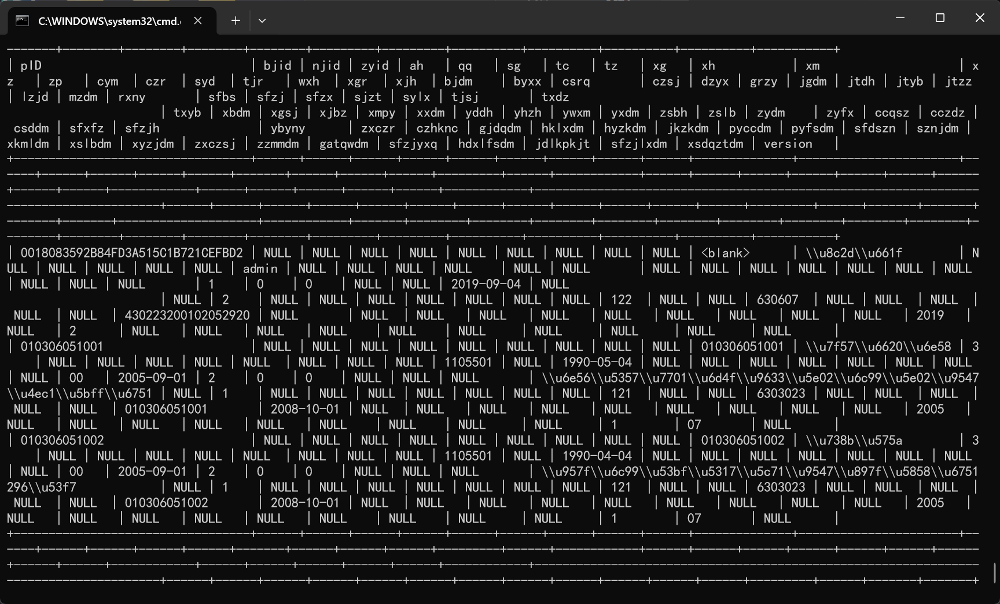 C:\WINDOWS\system32\cmd.
-------+--------+--------+--------+--------+---------+---------+----------+----------+----------+----------+-----------+
| pID                              | bjid | njid | zyid | ah   | qq   | sg   | tc   | tz   | xg   | xh           | xm                    | x
z   | zp   | cym  | czr  | syd  | tjr   | wxh  | xgr  | xjh  | bjdm    | byxx | csrq       | czsj | dzyx | grzy | jgdm | jtdh | jtyb | jtzz
| lzjd | mzdm | rxny       | sfbs | sfzj | sfzx | sjzt | sylx | tjsj       | txdz
                      | txyb | xbdm | xgsj | xjbz | xmpy | xxdm | yddh | yhzh | ywxm | yxdm | zsbh | zslb | zydm    | zyfx | ccqsz | cczdz |
 csddm | sfxfz | sfzjh              | ybyny      | zxczr | czhknc | gjdqdm | hklxdm | hyzkdm | jkzkdm | pyccdm | pyfsdm | sfdszn | sznjdm |
xkmldm | xslbdm | xyzjdm | zxczsj | zzmmdm | gatqwdm | sfzjyxq | hdxlfsdm | jdlkpkjt | sfzjlxdm | xsdqztdm | version   |
+----------------------------------+------+------+------+------+------+------+------+------+------+--------------+-----------------------+--
----+------+------+------+------+-------+------+------+------+---------+------+------------+------+------+------+------+------+------+------
+------+------+------------+------+------+------+------+------+------------+----------------------------------------------------------------
----------------------+------+------+------+------+------+------+------+------+------+------+------+------+---------+------+-------+-------+
-------+-------+--------------------+------------+-------+--------+--------+--------+--------+--------+--------+--------+--------+--------+-
-------+--------+--------+--------+--------+---------+---------+----------+----------+----------+----------+-----------+
| 0018083592B84FD3A515C1B721CEFBD2 | NULL | NULL | NULL | NULL | NULL | NULL | NULL | NULL | NULL | <blank>      | \\u8c2d\\u661f        | N
ULL | NULL | NULL | NULL | NULL | admin | NULL | NULL | NULL | NULL    | NULL | NULL       | NULL | NULL | NULL | NULL | NULL | NULL | NULL
| NULL | NULL | NULL       | 1    | 0    | 0    | NULL | NULL | 2019-09-04 | NULL
                      | NULL | 2    | NULL | NULL | NULL | NULL | NULL | NULL | NULL | 122  | NULL | NULL | 630607  | NULL | NULL  | NULL  |
 NULL  | NULL  | 430223200102052920 | NULL       | NULL  | NULL   | NULL   | NULL   | NULL   | NULL   | NULL   | NULL   | NULL   | 2019   |
NULL   | 2      | NULL   | NULL   | NULL   | NULL    | NULL    | NULL     | NULL     | NULL     | NULL     | NULL      |
| 010306051001                     | NULL | NULL | NULL | NULL | NULL | NULL | NULL | NULL | NULL | 010306051001 | \\u7f57\\u6620\\u6e58 | 3
    | NULL | NULL | NULL | NULL | NULL  | NULL | NULL | NULL | 1105501 | NULL | 1990-05-04 | NULL | NULL | NULL | NULL | NULL | NULL | NULL
| NULL | 00   | 2005-09-01 | 2    | 0    | 0    | NULL | NULL | NULL       | \\u6e56\\u5357\\u7701\\u6d4f\\u9633\\u5e02\\u6c99\\u5e02\\u9547
\\u4ec1\\u5bff\\u6751 | NULL | 1    | NULL | NULL | NULL | NULL | NULL | NULL | NULL | 121  | NULL | NULL | 6303023 | NULL | NULL  | NULL  |
 NULL  | NULL  | 010306051001       | 2008-10-01 | NULL  | NULL   | NULL   | NULL   | NULL   | NULL   | NULL   | NULL   | NULL   | 2005   |
NULL   | NULL   | NULL   | NULL   | NULL   | NULL    | NULL    | NULL     | NULL     | 1        | 07       | NULL      |
| 010306051002                     | NULL | NULL | NULL | NULL | NULL | NULL | NULL | NULL | NULL | 010306051002 | \\u738b\\u575a        | 3
    | NULL | NULL | NULL | NULL | NULL  | NULL | NULL | NULL | 1105501 | NULL | 1990-04-04 | NULL | NULL | NULL | NULL | NULL | NULL | NULL
| NULL | 00   | 2005-09-01 | 2    | 0    | 0    | NULL | NULL | NULL       | \\u957f\\u6c99\\u53bf\\u5317\\u5c71\\u9547\\u897f\\u5858\\u6751
296\\u53f7            | NULL | 1    | NULL | NULL | NULL | NULL | NULL | NULL | NULL | 121  | NULL | NULL | 6303023 | NULL | NULL  | NULL  |
 NULL  | NULL  | 010306051002       | 2008-10-01 | NULL  | NULL   | NULL   | NULL   | NULL   | NULL   | NULL   | NULL   | NULL   | 2005   |
NULL   | NULL   | NULL   | NULL   | NULL   | NULL    | NULL    | NULL     | NULL     | 1        | 07       | NULL      |
+----------------------------------+------+------+------+------+------+------+------+------+------+--------------+-----------------------+--
----+------+------+------+------+-------+------+------+------+---------+------+------------+------+------+------+------+------+------+------
+------+------+------------+------+------+------+------+------+------------+----------------------------------------------------------------
----------------------+------+------+------+------+------+------+------+------+------+------+------+------+---------+------+-------+-------+